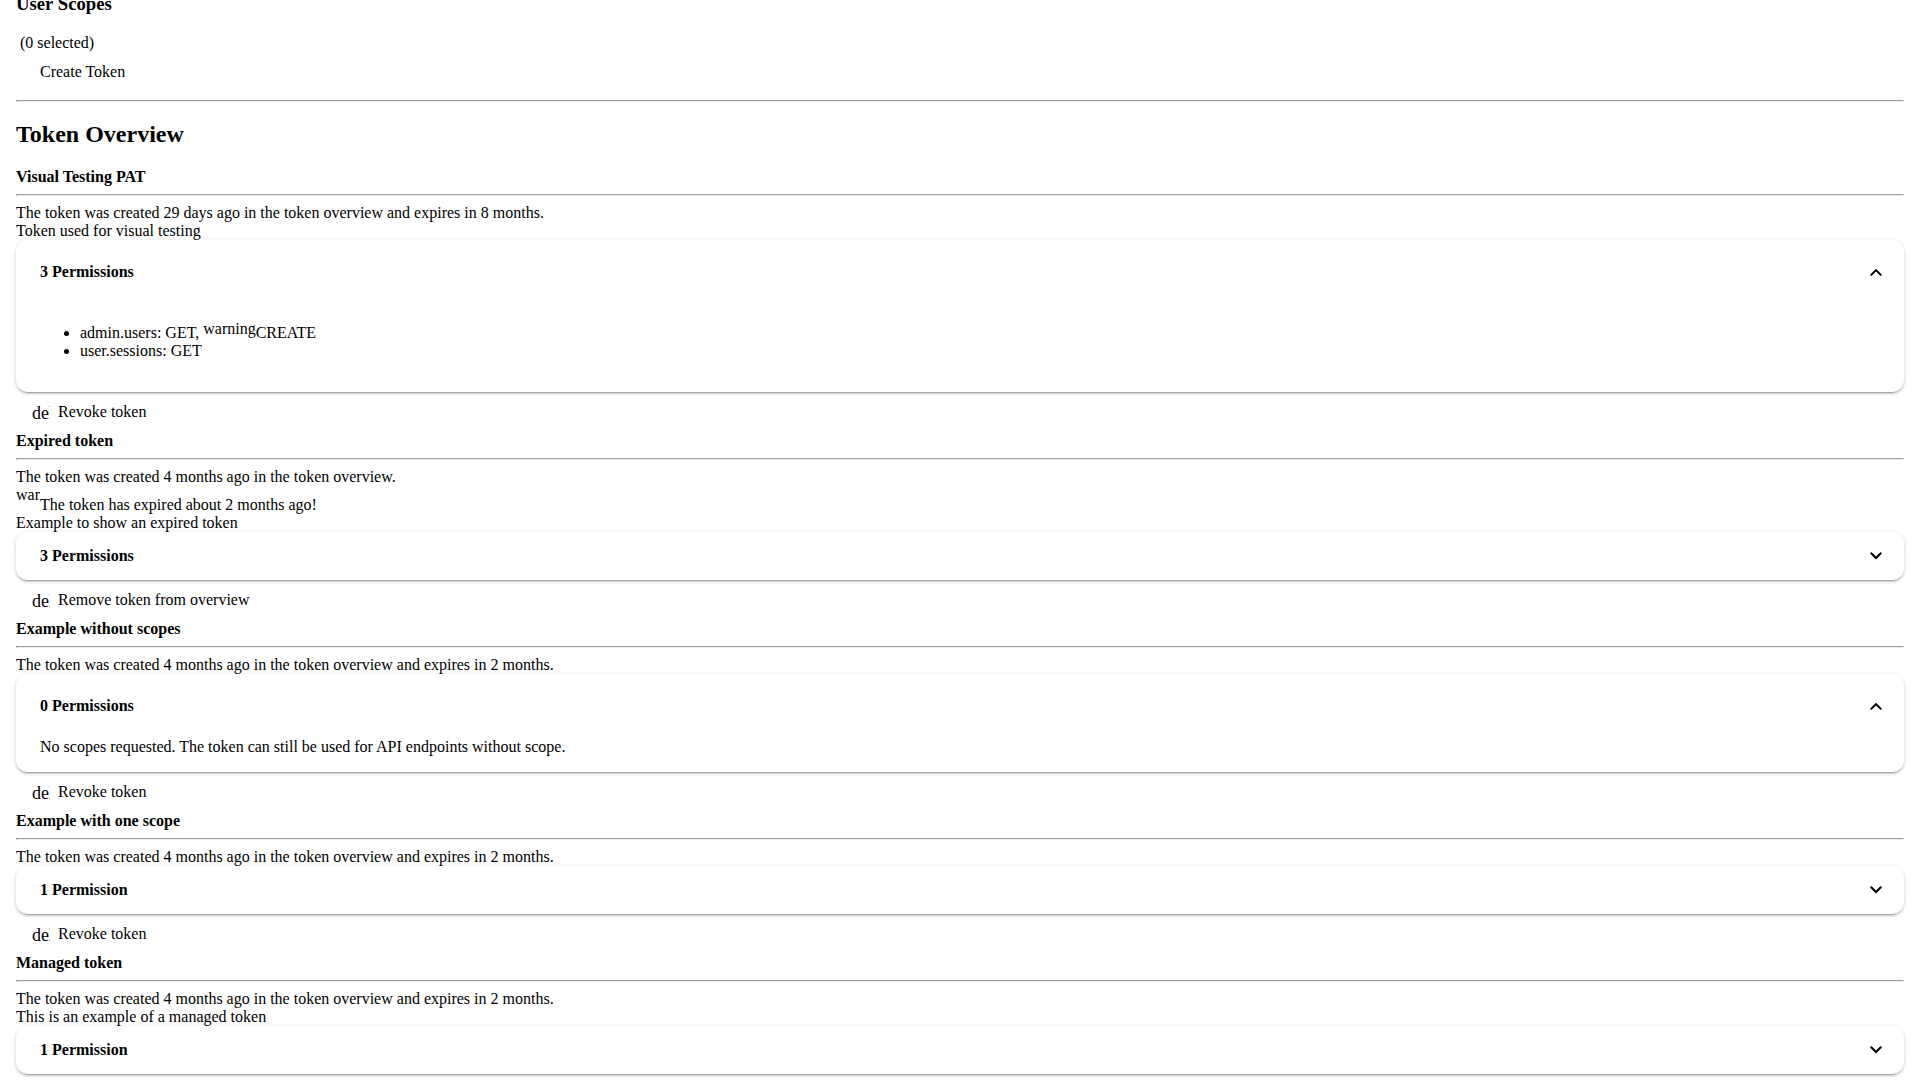 User Scopes
(0 selected)
Create Token
Token Overview
Visual Testing PAT
The token was created 29 days ago in the token overview and expires in 8 months.
Token used for visual testing
3 Permissions
admin.users: GET, warningCREATE
user.sessions: GET
de Revoke token
Expired token
The token was created 4 months ago in the token overview.
war The token has expired about 2 months ago!
Example to show an expired token
3 Permissions
de Remove token from overview
Example without scopes
The token was created 4 months ago in the token overview and expires in 2 months.
0 Permissions
No scopes requested. The token can still be used for API endpoints without scope.
de Revoke token
Example with one scope
The token was created 4 months ago in the token overview and expires in 2 months.
1 Permission
de Revoke token
Managed token
The token was created 4 months ago in the token overview and expires in 2 months.
This is an example of a managed token
1 Permission